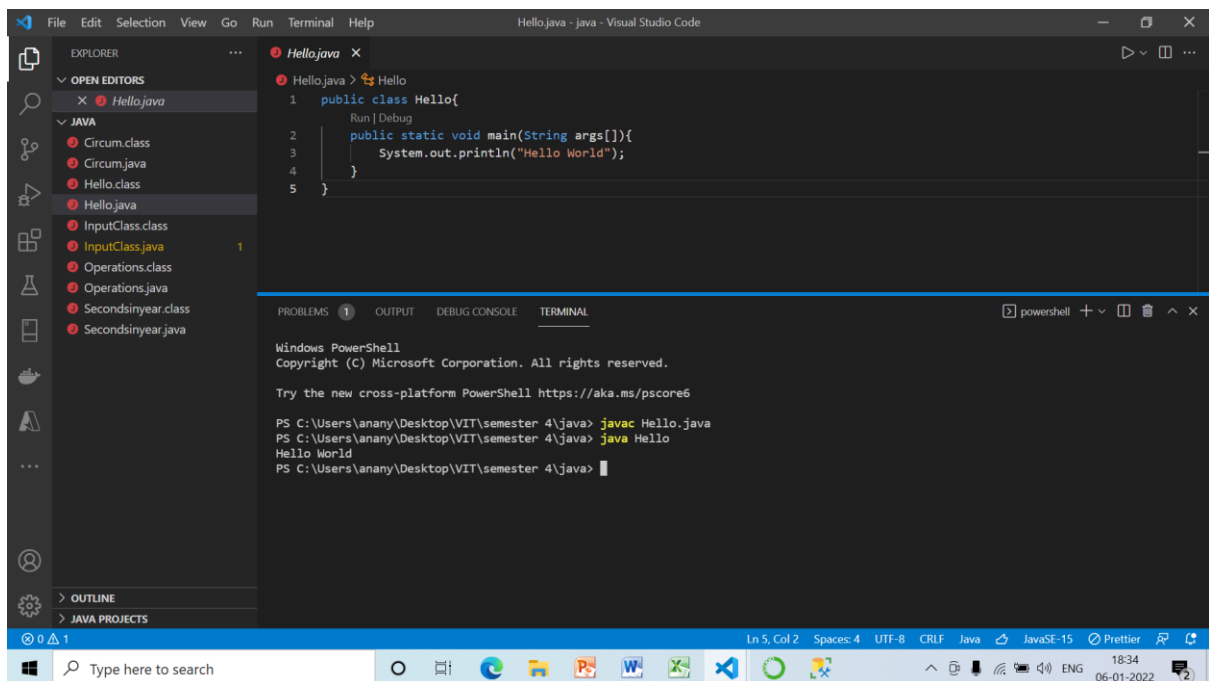 File Edit Selection View Go Run Terminal Help
Hello.java - java - Visual Studio Code
EXPLORER
OPEN EDITORS
Hello.java
JAVA
Circum.class
Circum.java
Hello.class
Hello.java
InputClass.class
InputClass.java 1
Operations.class
Operations.java
Secondsinyear.class
Secondsinyear.java
OUTLINE
JAVA PROJECTS
Hello.java
Hello.java > Hello
1 public class Hello{
Run | Debug
2 public static void main(String args[]){
3 System.out.println("Hello World");
4 }
5 }
PROBLEMS 1 OUTPUT DEBUG CONSOLE TERMINAL
powershell
Windows PowerShell
Copyright (C) Microsoft Corporation. All rights reserved.
Try the new cross-platform PowerShell https://aka.ms/pscore6
PS C:\Users\anany\Desktop\VIT\semester 4\java> javac Hello.java
PS C:\Users\anany\Desktop\VIT\semester 4\java> java Hello
Hello World
PS C:\Users\anany\Desktop\VIT\semester 4\java>
0 1
Ln 5, Col 2 Spaces: 4 UTF-8 CRLF Java JavaSE-15 Prettier
Type here to search
ENG
18:34
06-01-2022
2